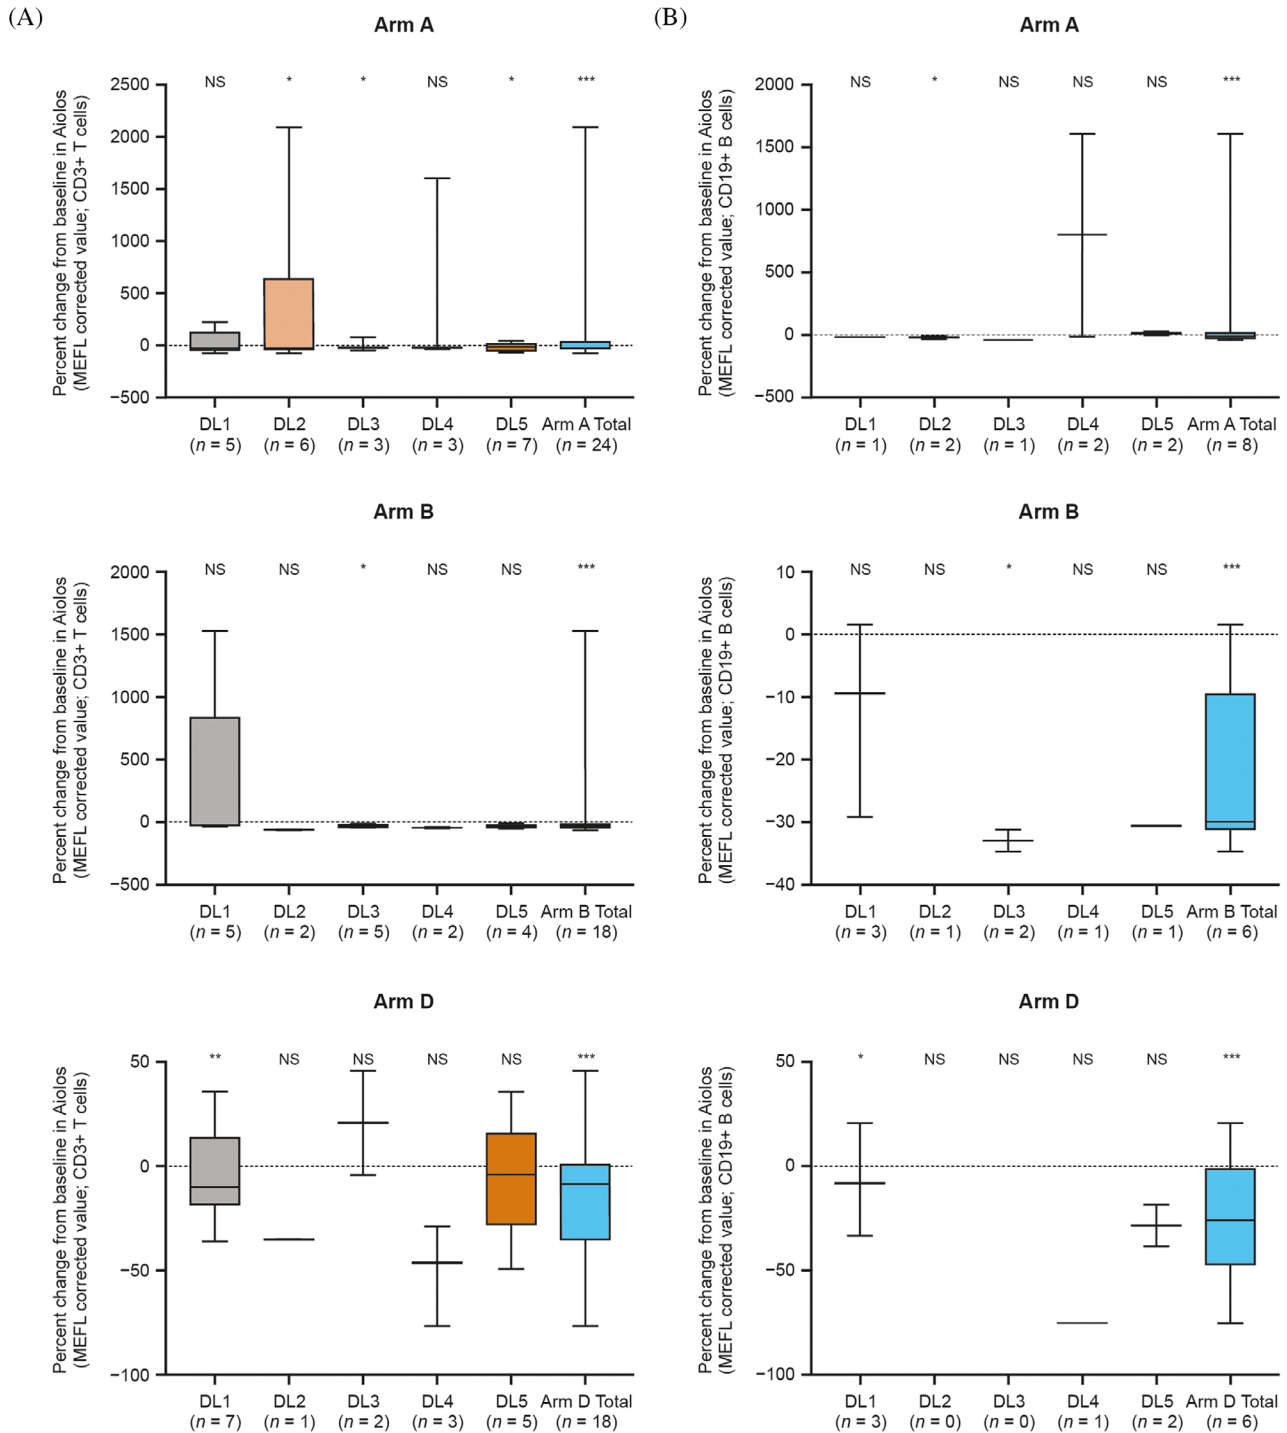 (A)
Arm A
Percent change from baseline in Aiolos
(MEFL corrected value; CD3+ T cells)
NS * * NS * ***
2500
2000
1500
1000
500
0
−500
DL1 DL2 DL3 DL4 DL5 Arm A Total
(n = 5) (n = 6) (n = 3) (n = 3) (n = 7) (n = 24)
(B)
Arm A
Percent change from baseline in Aiolos
(MEFL corrected value; CD19+ B cells)
NS * NS NS NS ***
2000
1500
1000
500
0
−500
DL1 DL2 DL3 DL4 DL5 Arm A Total
(n = 1) (n = 2) (n = 1) (n = 2) (n = 2) (n = 8)
Arm B
Percent change from baseline in Aiolos
(MEFL corrected value; CD3+ T cells)
NS NS * NS NS ***
2000
1500
1000
500
0
−500
DL1 DL2 DL3 DL4 DL5 Arm B Total
(n = 5) (n = 2) (n = 5) (n = 2) (n = 4) (n = 18)
Arm B
Percent change from baseline in Aiolos
(MEFL corrected value; CD19+ B cells)
NS NS * NS NS ***
10
0
−10
−20
−30
−40
DL1 DL2 DL3 DL4 DL5 Arm B Total
(n = 3) (n = 1) (n = 2) (n = 1) (n = 1) (n = 6)
Arm D
Percent change from baseline in Aiolos
(MEFL corrected value; CD3+ T cells)
** NS NS NS NS ***
50
0
−50
−100
DL1 DL2 DL3 DL4 DL5 Arm D Total
(n = 7) (n = 1) (n = 2) (n = 3) (n = 5) (n = 18)
Arm D
Percent change from baseline in Aiolos
(MEFL corrected value; CD19+ B cells)
* NS NS NS NS ***
50
0
−50
−100
DL1 DL2 DL3 DL4 DL5 Arm D Total
(n = 3) (n = 0) (n = 0) (n = 1) (n = 2) (n = 6)